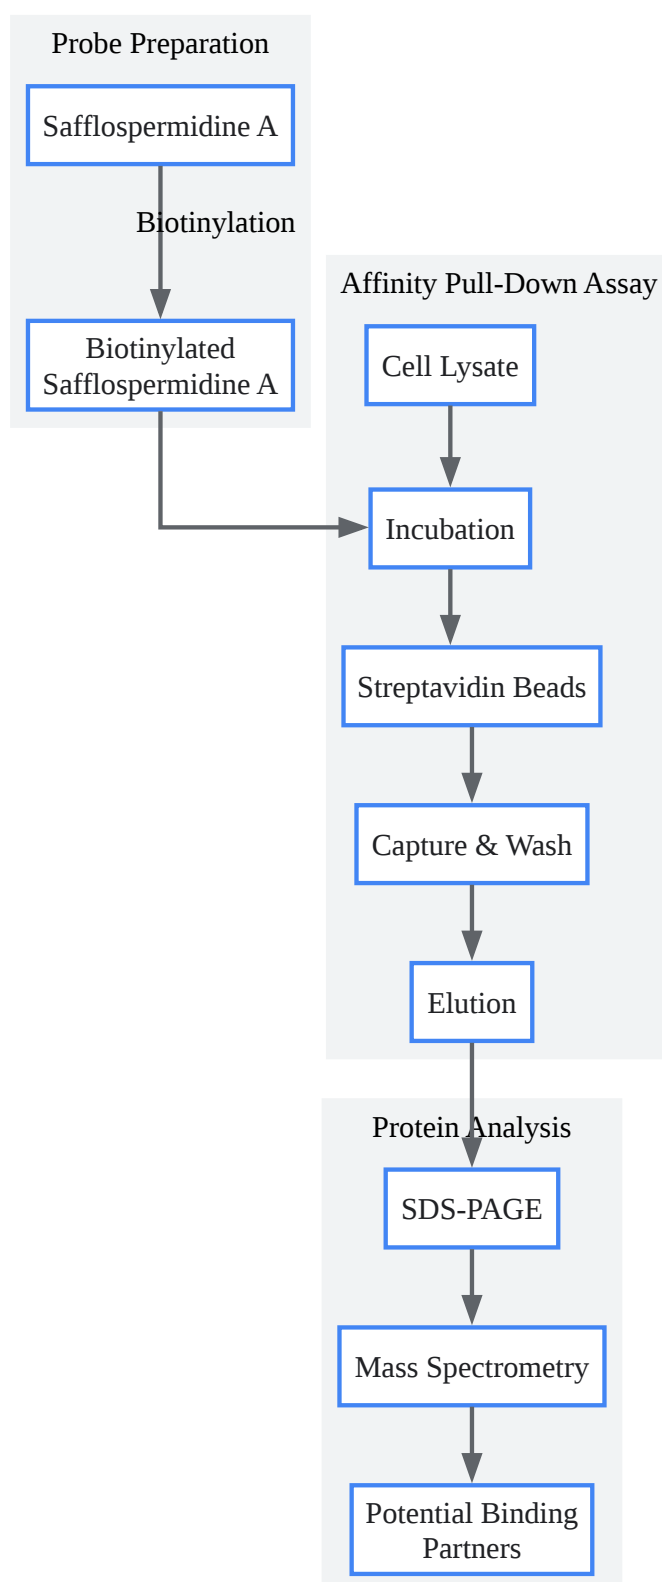 Probe Preparation
Safflospermidine A
Biotinylation
Biotinylated
Safflospermidine A
Affinity Pull-Down Assay
Cell Lysate
Incubation
Streptavidin Beads
Capture & Wash
Elution
Protein Analysis
SDS-PAGE
Mass Spectrometry
Potential Binding
Partners